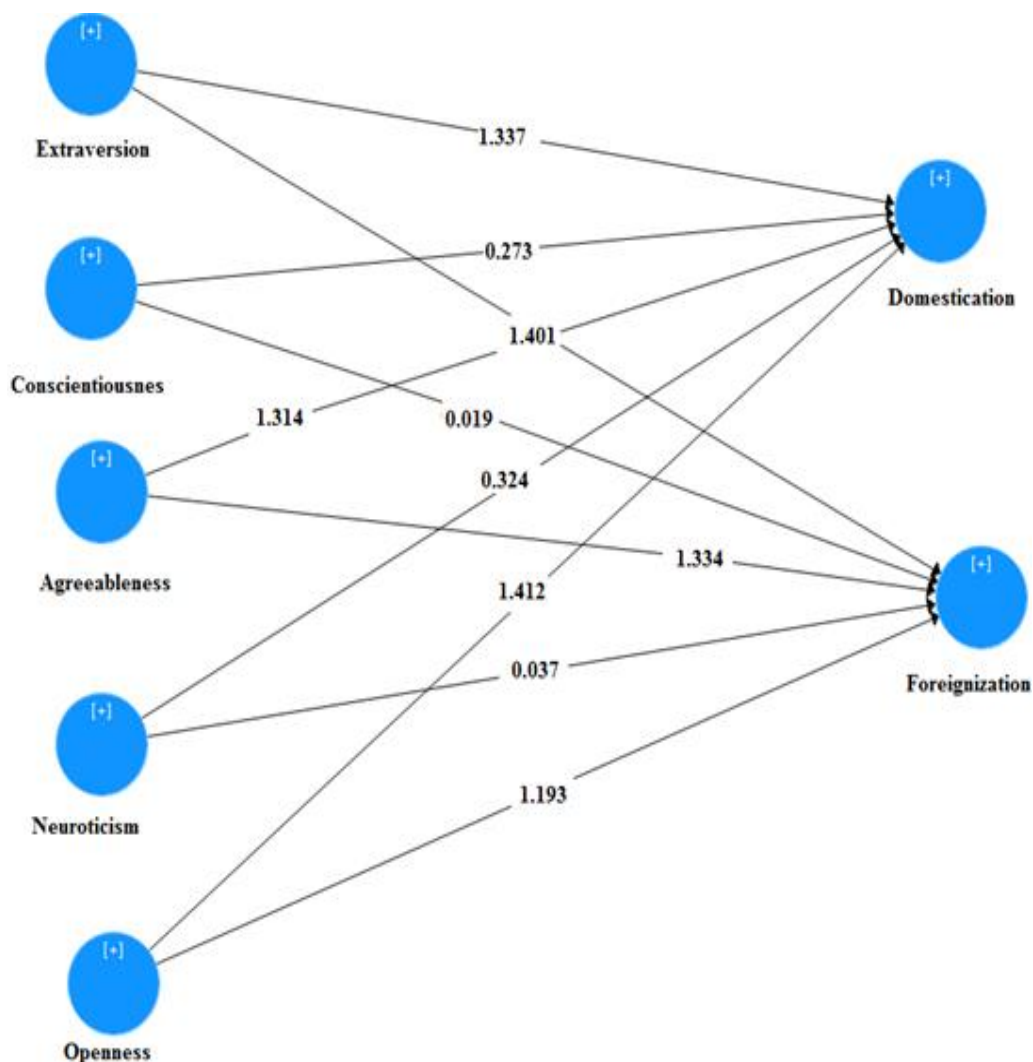 [+]
Extraversion
1.337
[+]
Domestication
[+]
Conscientiousnes
0.273
1.401
1.314
0.019
[+]
Agreeableness
0.324
1.334
1.412
[+]
Foreignization
0.037
[+]
Neuroticism
1.193
[+]
Openness